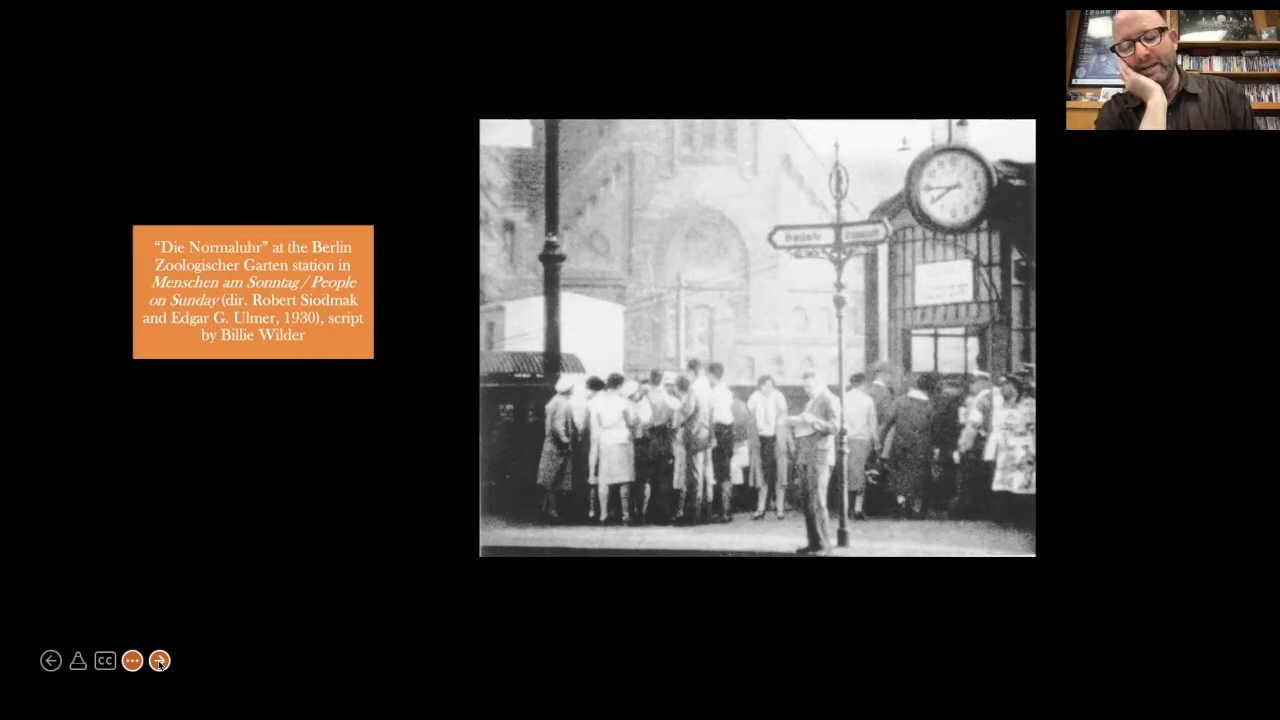 “Die Normaluhr” at the Berlin
Zoologischer Garten station in
Menschen am Sonntag / People
on Sunday (dir. Robert Siodmak
and Edgar G. Ulmer, 1930), script
by Billie Wilder
CC